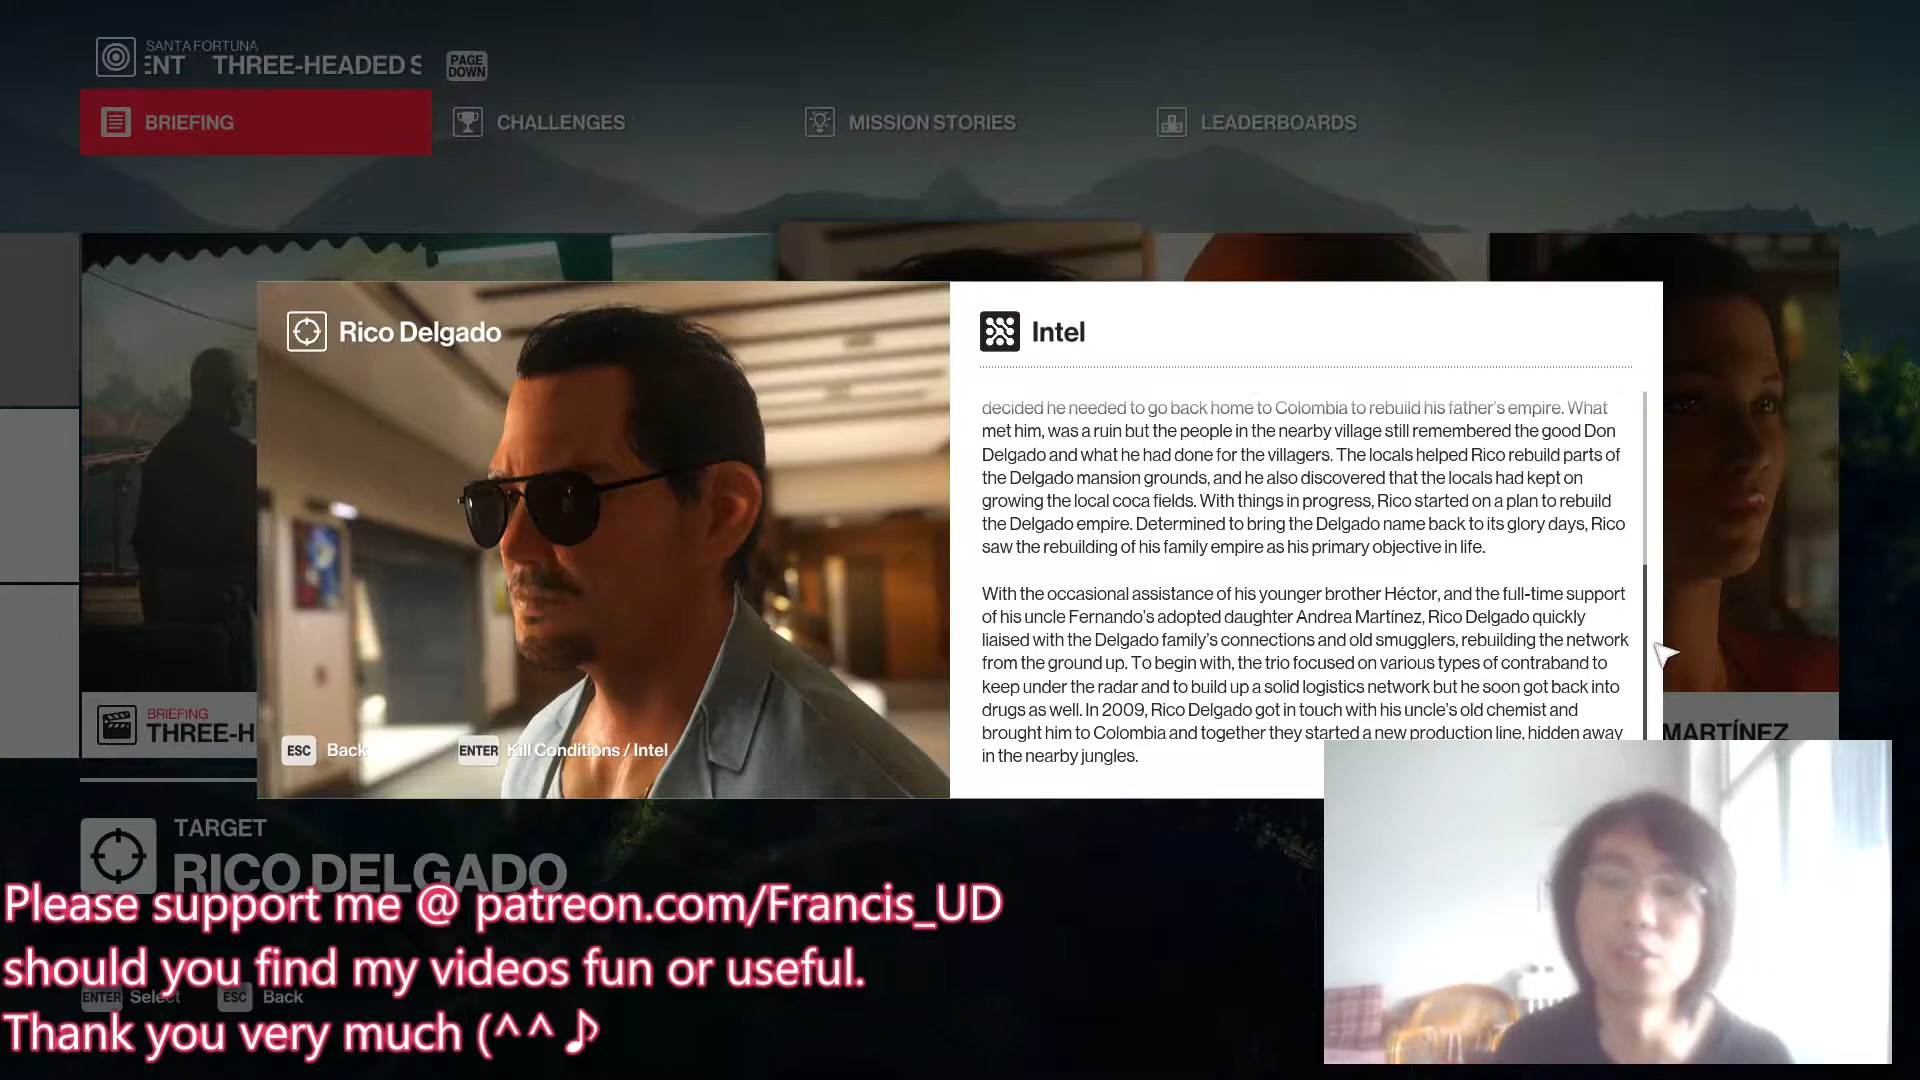 SANTA FORTUNA
ENT THREE-HEADED S
PAGE DOWN
BRIEFING
CHALLENGES
MISSION STORIES
LEADERBOARDS
Rico Delgado
Intel
decided he needed to go back home to Colombia to rebuild his father's empire. What
met him, was a ruin but the people in the nearby village still remembered the good Don
Delgado and what he had done for the villagers. The locals helped Rico rebuild parts of
the Delgado mansion grounds, and he also discovered that the locals had kept on
growing the local coca fields. With things in progress, Rico started on a plan to rebuild
the Delgado empire. Determined to bring the Delgado name back to its glory days, Rico
saw the rebuilding of his family empire as his primary objective in life.
With the occasional assistance of his younger brother Héctor, and the full-time support
of his uncle Fernando's adopted daughter Andrea Martínez, Rico Delgado quickly
liaised with the Delgado family's connections and old smugglers, rebuilding the network
from the ground up. To begin with, the trio focused on various types of contraband to
keep under the radar and to build up a solid logistics network but he soon got back into
drugs as well. In 2009, Rico Delgado got in touch with his uncle's old chemist and
brought him to Colombia and together they started a new production line, hidden away
in the nearby jungles.
BRIEFING
THREE-H
ESC Back
ENTER Kill Conditions / Intel
MARTÍNEZ
TARGET
RICO DELGADO
Please support me @ patreon.com/Francis_UD
should you find my videos fun or useful.
ENTER Select ESC Back
Thank you very much (^^♪